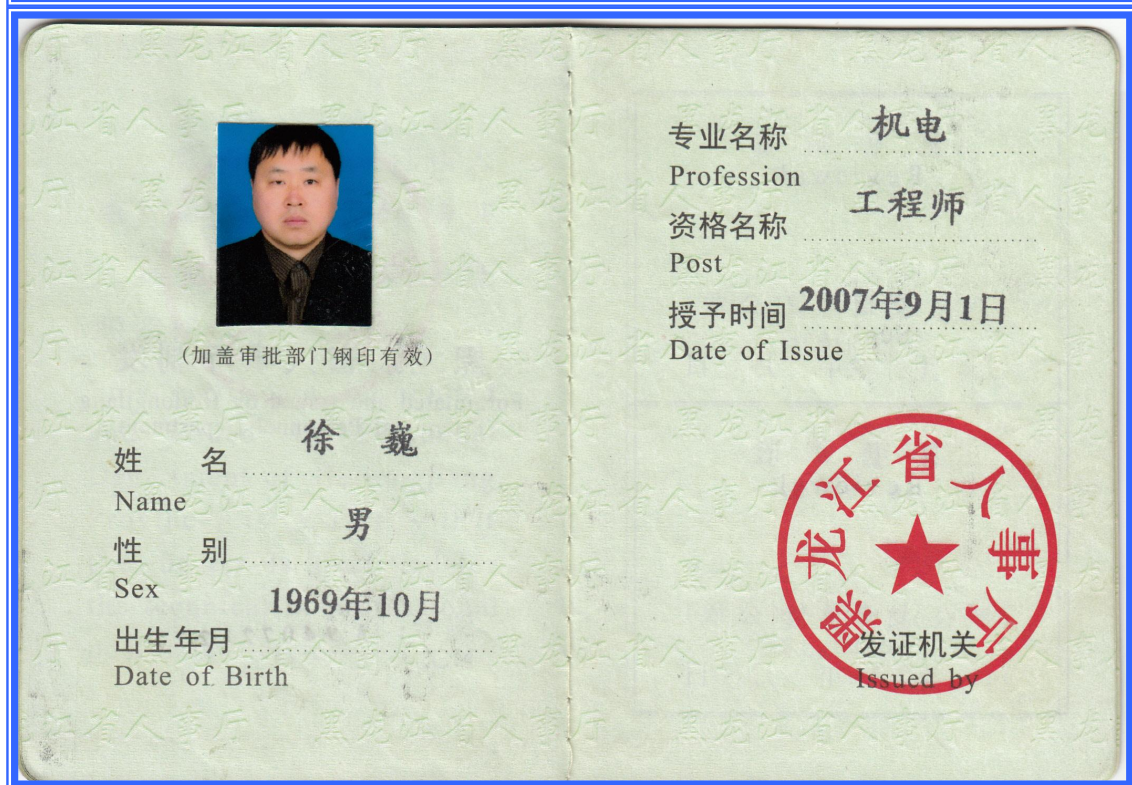 (加盖审批部门钢印有效)
姓 名 徐 巍
Name
性 别 男
Sex
出生年月 1969年10月
Date of Birth
专业名称 机电
Profession
资格名称 工程师
Post
授予时间 2007年9月1日
Date of Issue
黑龙江省人事厅
发证机关
Issued by